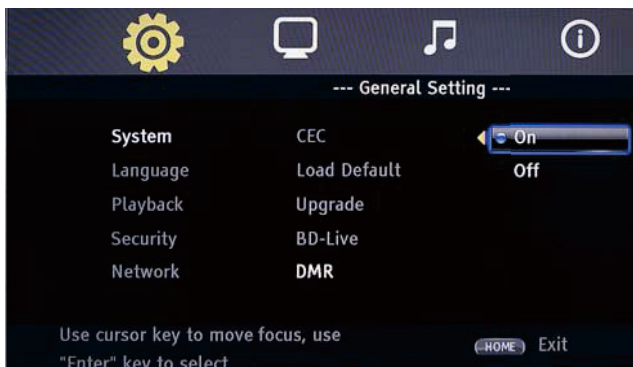 --- General Setting ---
System CEC On
Language Load Default Off
Playback Upgrade
Security BD-Live
Network DMR
Use cursor key to move focus, use
HOME Exit
"Enter" key to select